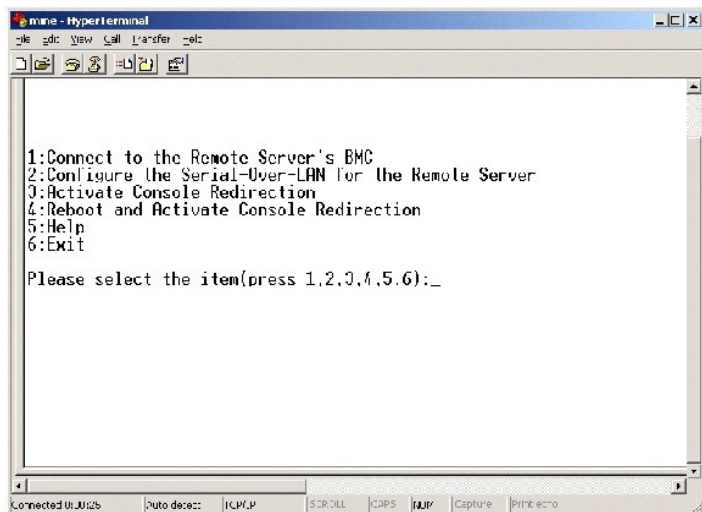 mine - HyperTerminal
File Edit View Call Transfer Help
1:Connect to the Remote Server's BMC
2:Configure the Serial-Over-LAN for the Remote Server
3:Activate Console Redirection
4:Reboot and Activate Console Redirection
5:Help
6:Exit
Please select the item(press 1,2,3,4,5,6):_
Connected 0:00:25 Auto detect TCP/IP SCROLL CAPS NUM Capture Print echo